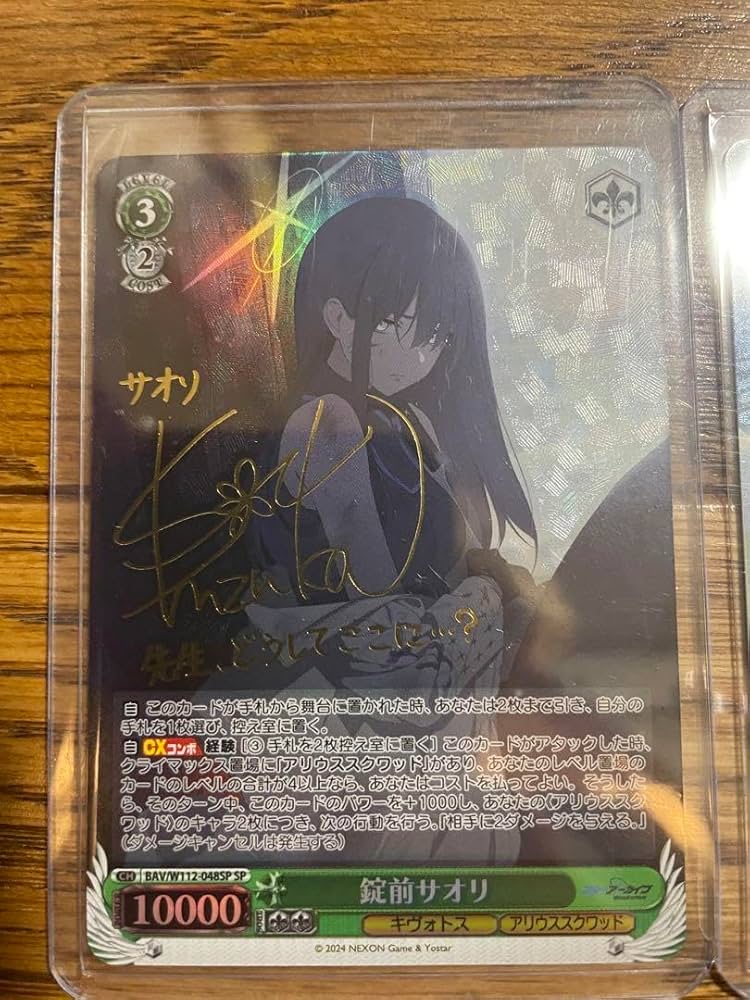 LEVEL
3
2
COST
サオリ
先生、どうしてここに…?
自 このカードが手札から舞台に置かれた時、あなたは2枚まで引き、自分の
手札を1枚選び、控え室に置く。
自 CXコンボ 経験 [③ 手札を2枚控え室に置く] このカードがアタックした時、
クライマックス置場に「アリウススクワッド」があり、あなたのレベル置場の
カードのレベルの合計が4以上なら、あなたはコストを払ってよい。そうした
ら、そのターン中、このカードのパワーを+1000し、あなたの《アリウススク
ワッド》のキャラ2枚につき、次の行動を行う。「相手に2ダメージを与える。」
(ダメージキャンセルは発生する)
CH BAV/W112-048SP SP
10000
錠前サオリ
ブルーアーカイブ
キヴォトス アリウススクワッド
© 2024 NEXON Game & Yostar